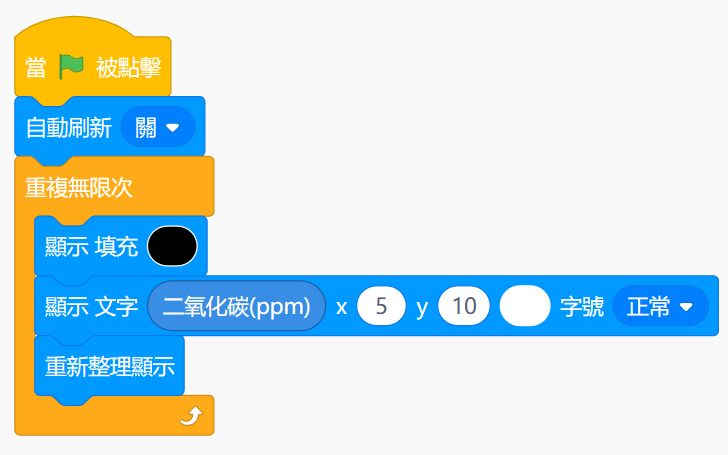 當 被點擊
自動刷新 關
重複無限次
顯示 填充
顯示 文字 二氧化碳(ppm) x 5 y 10 字號 正常
重新整理顯示